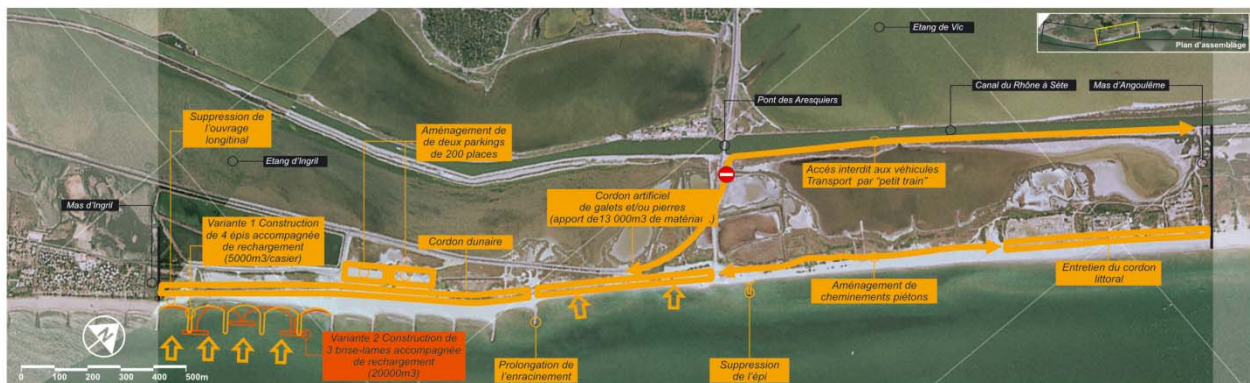 Etang de Vic
Plan d'assemblage
Pont des Aresquiers
Canal du Rhône à Séte
Mas d'Angoulême
Suppression de
l'ouvrage
longitinal
Aménagement de
deux parkings
de 200 places
Etang d'Ingril
Accès interdit aux véhicules
Transport par "petit train"
Mas d'Ingril
Cordon artificiel
de galets et/ou pierres
(apport de13 000m3 de matériau.)
Variante 1 Construction
de 4 épis accompagnée
de rechargement
(5000m3/casier)
Cordon dunaire
Aménagement de
cheminements piétons
Entretien du cordon
littoral
Variante 2 Construction de
3 brise-lames accompagnée
de rechargement
(20000m3)
Prolongation de
l'enracinement
Suppression
de l'épi
N
0 100 200 300 400 500m